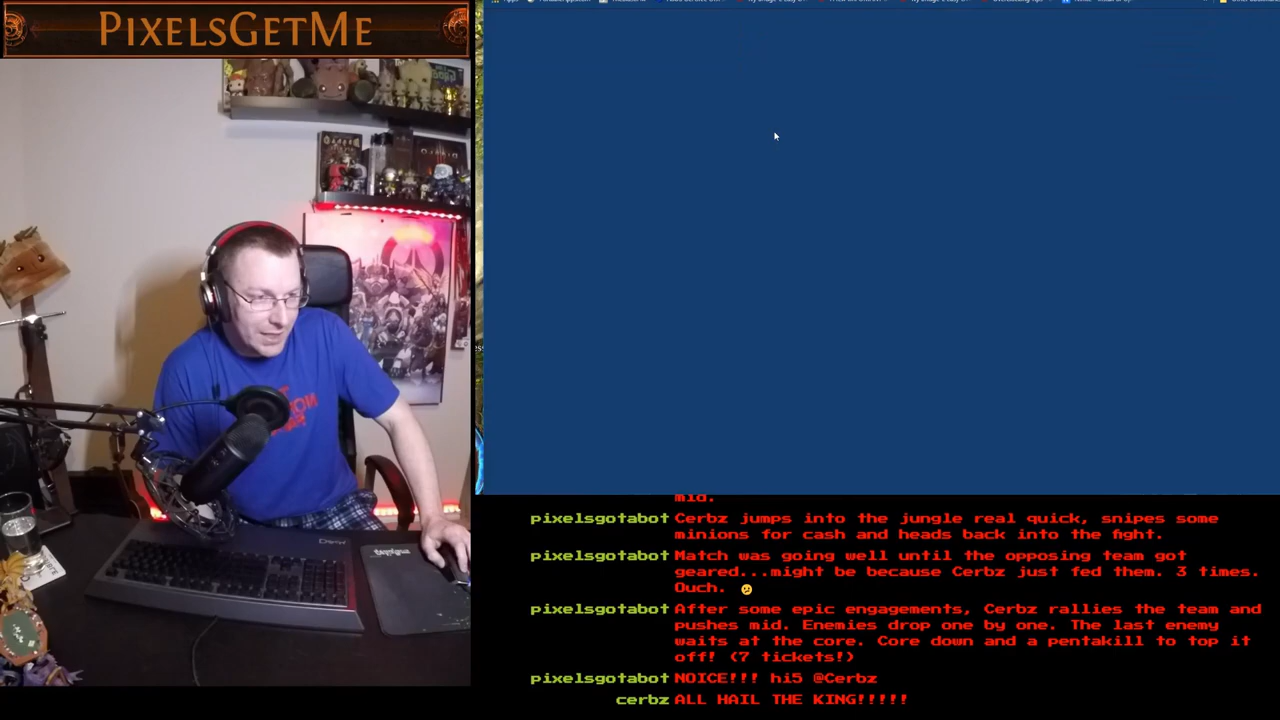 PIXELSGETME
mid.
pixelsgotabot Cerbz jumps into the jungle real quick, snipes some
minions for cash and heads back into the fight.
pixelsgotabot Match was going well until the opposing team got
geared...might be because Cerbz just fed them. 3 times.
Ouch. 😕
pixelsgotabot After some epic engagements, Cerbz rallies the team and
pushes mid. Enemies drop one by one. The last enemy
waits at the core. Core down and a pentakill to top it
off! (7 tickets!)
pixelsgotabot NOICE!!! hi5 @Cerbz
cerbz ALL HAIL THE KING!!!!!